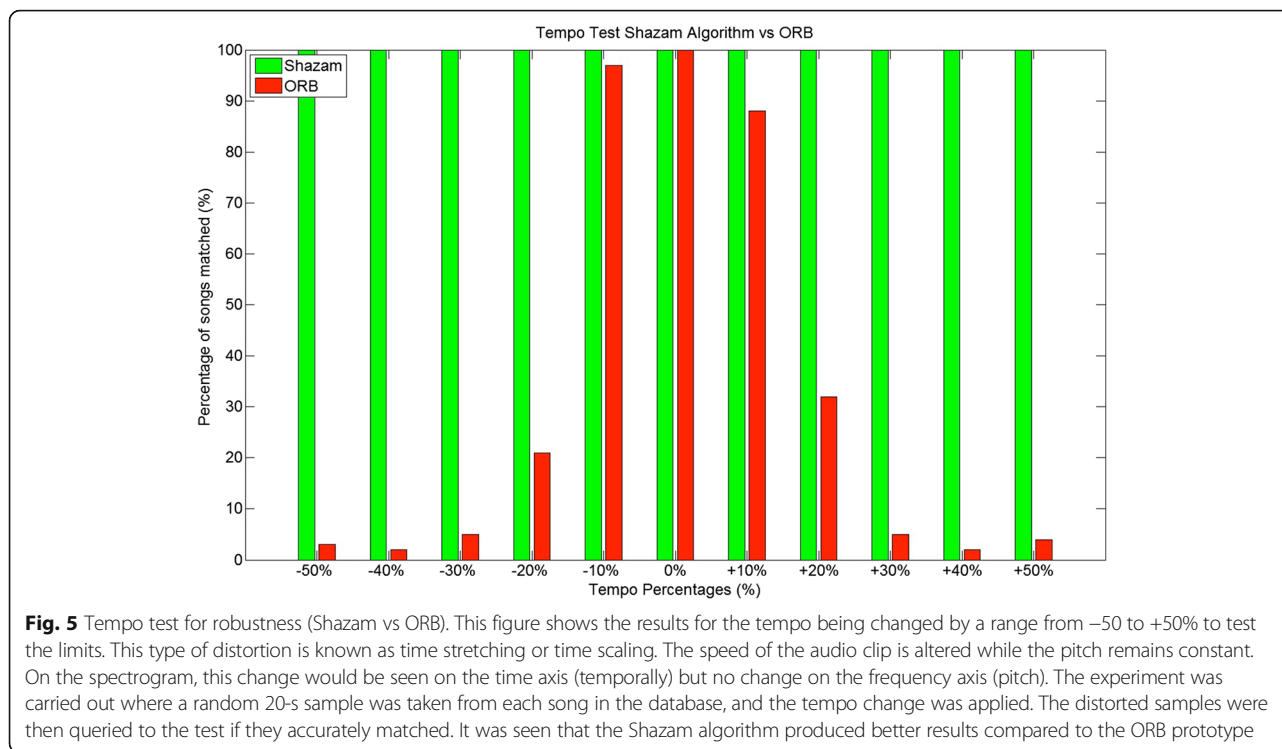 Tempo Test Shazam Algorithm vs ORB
Shazam
ORB
Percentage of songs matched (%)
100
90
80
70
60
50
40
30
20
10
0
-50%
-40%
-30%
-20%
-10%
0%
+10%
+20%
+30%
+40%
+50%
Tempo Percentages (%)
Fig. 5 Tempo test for robustness (Shazam vs ORB). This figure shows the results for the tempo being changed by a range from −50 to +50% to test
the limits. This type of distortion is known as time stretching or time scaling. The speed of the audio clip is altered while the pitch remains constant.
On the spectrogram, this change would be seen on the time axis (temporally) but no change on the frequency axis (pitch). The experiment was
carried out where a random 20-s sample was taken from each song in the database, and the tempo change was applied. The distorted samples were
then queried to the test if they accurately matched. It was seen that the Shazam algorithm produced better results compared to the ORB prototype